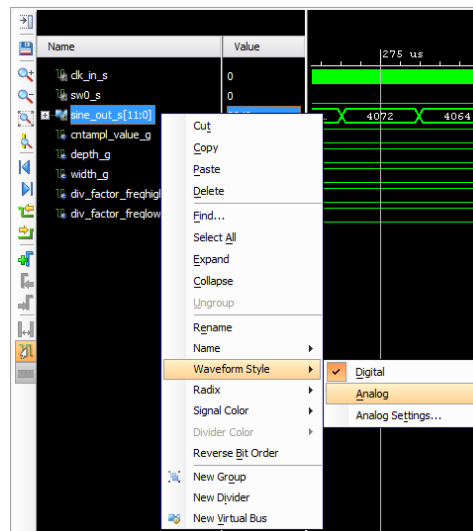 Name Value
275 us
clk_in_s 0
sw0_s 0
sine_out_s[11:0] 4072 4064
cntampl_value_g
depth_g
width_g
div_factor_freqhig
div_factor_freqlow
Cut
Copy
Paste
Delete
Find...
Select All
Expand
Collapse
Ungroup
Rename
Name
Waveform Style
Digital
Radix
Analog
Signal Color
Analog Settings...
Divider Color
Reverse Bit Order
New Group
New Divider
New Virtual Bus